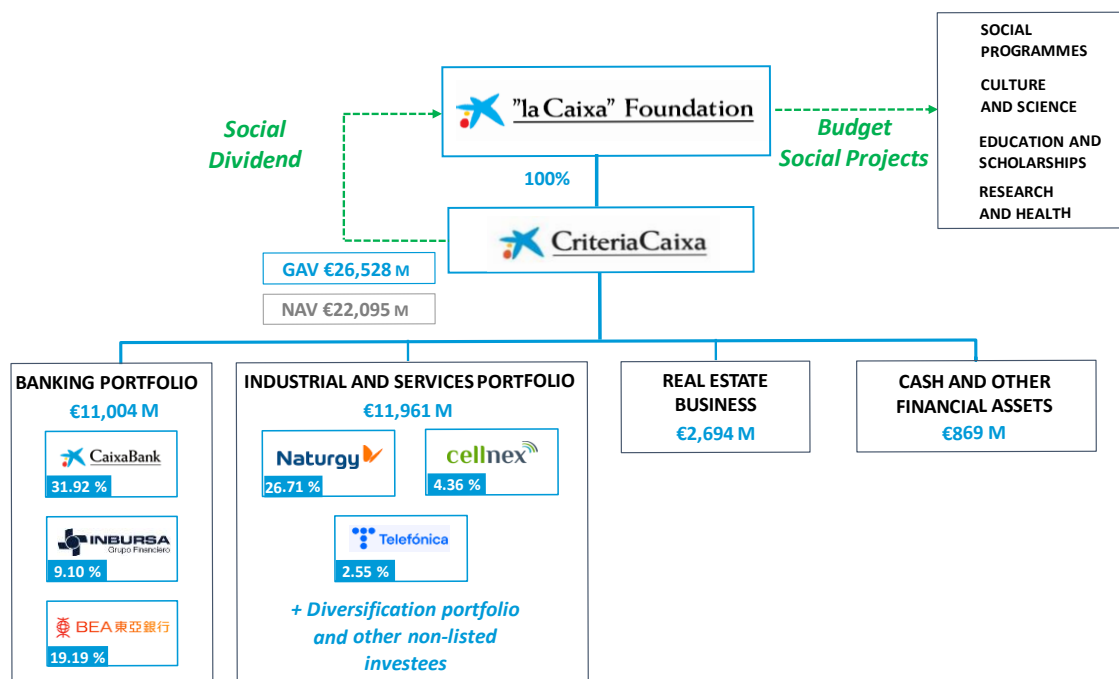 "la Caixa" Foundation
SOCIAL
PROGRAMMES
CULTURE
AND SCIENCE
EDUCATION AND
SCHOLARSHIPS
RESEARCH
AND HEALTH
Social
Dividend
Budget
Social Projects
100%
CriteriaCaixa
GAV €26,528 M
NAV €22,095 M
BANKING PORTFOLIO
€11,004 M
CaixaBank
31.92 %
INBURSA
Grupo Financiero
9.10 %
BEA東亞銀行
19.19 %
INDUSTRIAL AND SERVICES PORTFOLIO
€11,961 M
Naturgy
26.71 %
cellnex
4.36 %
Telefónica
2.55 %
+ Diversification portfolio
and other non-listed
investees
REAL ESTATE
BUSINESS
€2,694 M
CASH AND OTHER
FINANCIAL ASSETS
€869 M